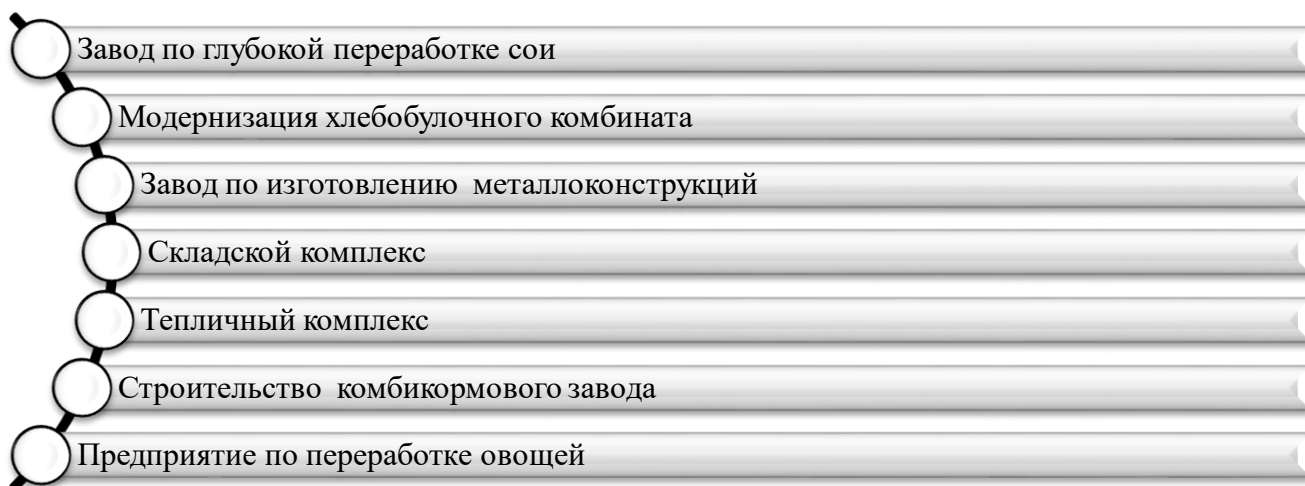 Завод по глубокой переработке сои
Модернизация хлебобулочного комбината
Завод по изготовлению  металлоконструкций
Складской комплекс
Тепличный комплекс
Строительство  комбикормового завода
Предприятие по переработке овощей